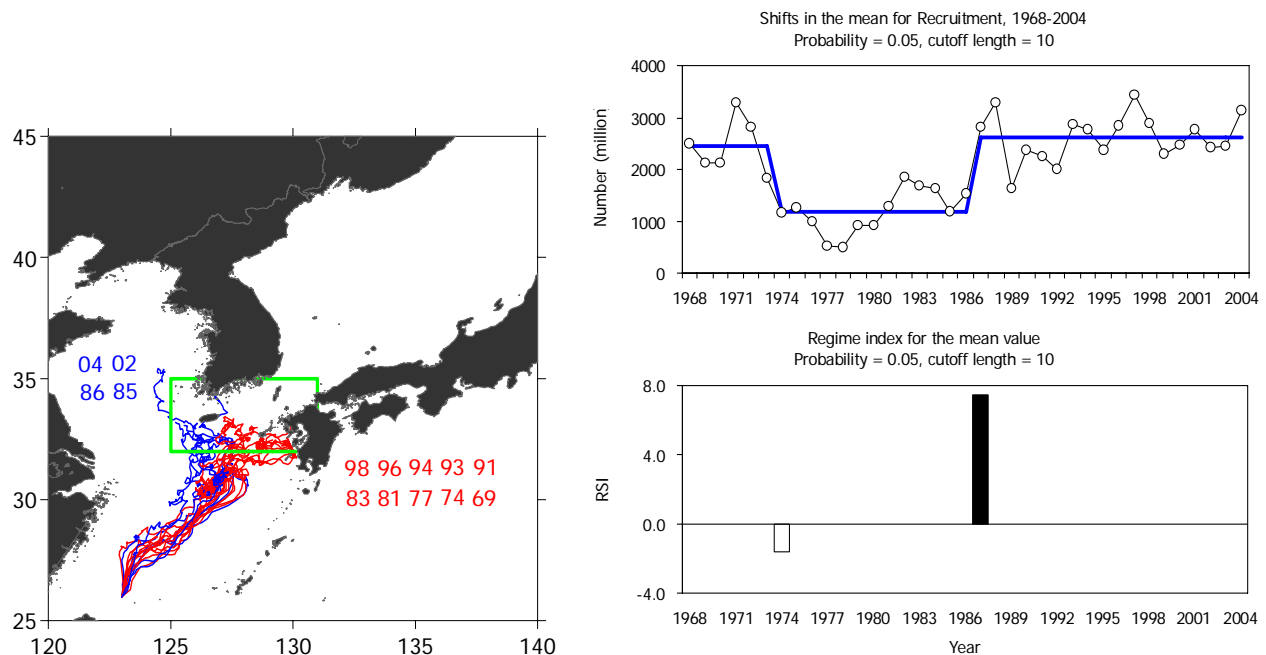 45
40
35
30
25
120
125
130
135
140
04 02
86 85
98 96 94 93 91
83 81 77 74 69
Shifts in the mean for Recruitment, 1968-2004
Probability = 0.05, cutoff length = 10
Number (million
4000
3000
2000
1000
0
1968 1971 1974 1977 1980 1983 1986 1989 1992 1995 1998 2001 2004
Regime index for the mean value
Probability = 0.05, cutoff length = 10
RSI
8.0
4.0
0.0
-4.0
1968 1971 1974 1977 1980 1983 1986 1989 1992 1995 1998 2001 2004
Year